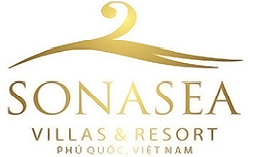 SONASEA
VILLAS & RESORT
PHÚ QUỐC, VIỆT NAM